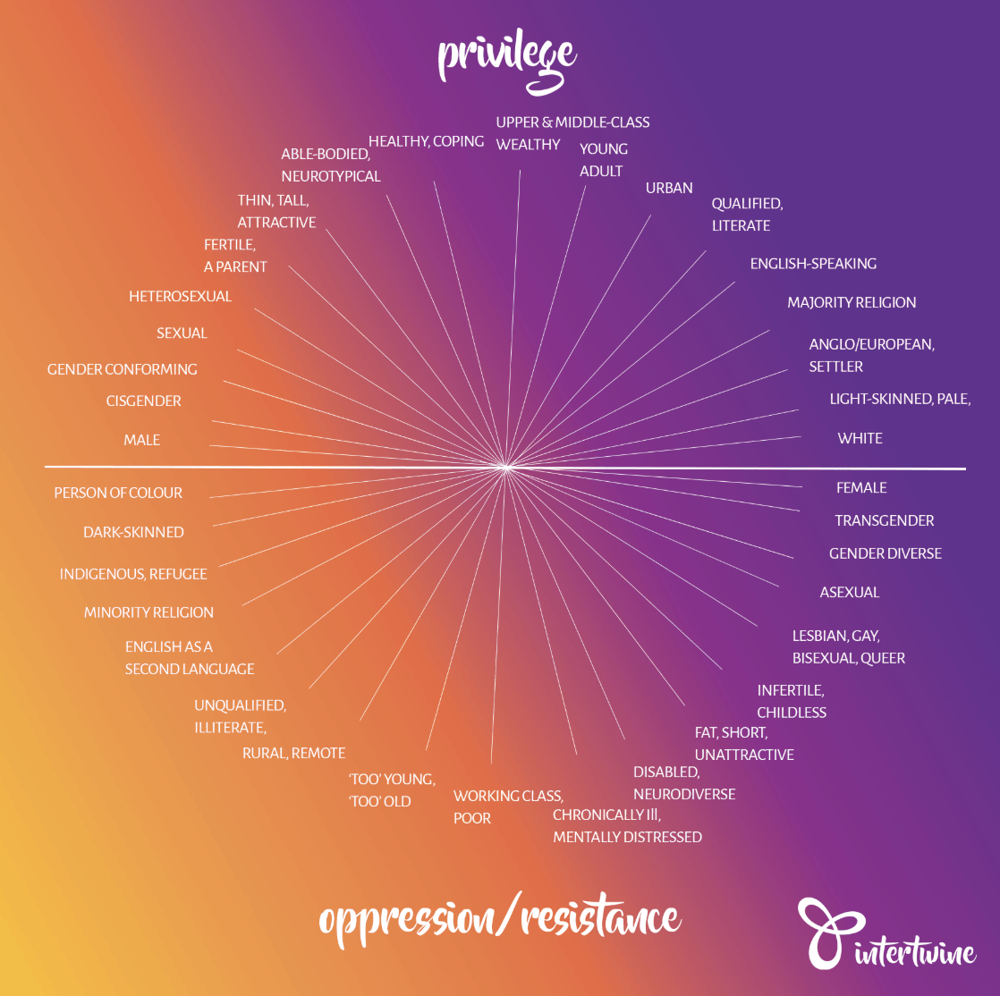 privilege
UPPER & MIDDLE-CLASS
WEALTHY
YOUNG
ADULT
URBAN
QUALIFIED,
LITERATE
ENGLISH-SPEAKING
MAJORITY RELIGION
ANGLO/EUROPEAN,
SETTLER
LIGHT-SKINNED, PALE,
WHITE
HEALTHY, COPING
ABLE-BODIED,
NEUROTYPICAL
THIN, TALL,
ATTRACTIVE
FERTILE,
A PARENT
HETEROSEXUAL
SEXUAL
GENDER CONFORMING
CISGENDER
MALE
PERSON OF COLOUR
DARK-SKINNED
INDIGENOUS, REFUGEE
MINORITY RELIGION
ENGLISH AS A
SECOND LANGUAGE
UNQUALIFIED,
ILLITERATE,
RURAL, REMOTE
‘TOO’ YOUNG,
‘TOO’ OLD
WORKING CLASS,
POOR
CHRONICALLY Ill,
MENTALLY DISTRESSED
DISABLED,
NEURODIVERSE
FAT, SHORT,
UNATTRACTIVE
INFERTILE,
CHILDLESS
LESBIAN, GAY,
BISEXUAL, QUEER
ASEXUAL
GENDER DIVERSE
TRANSGENDER
FEMALE
oppression/resistance
intertwine